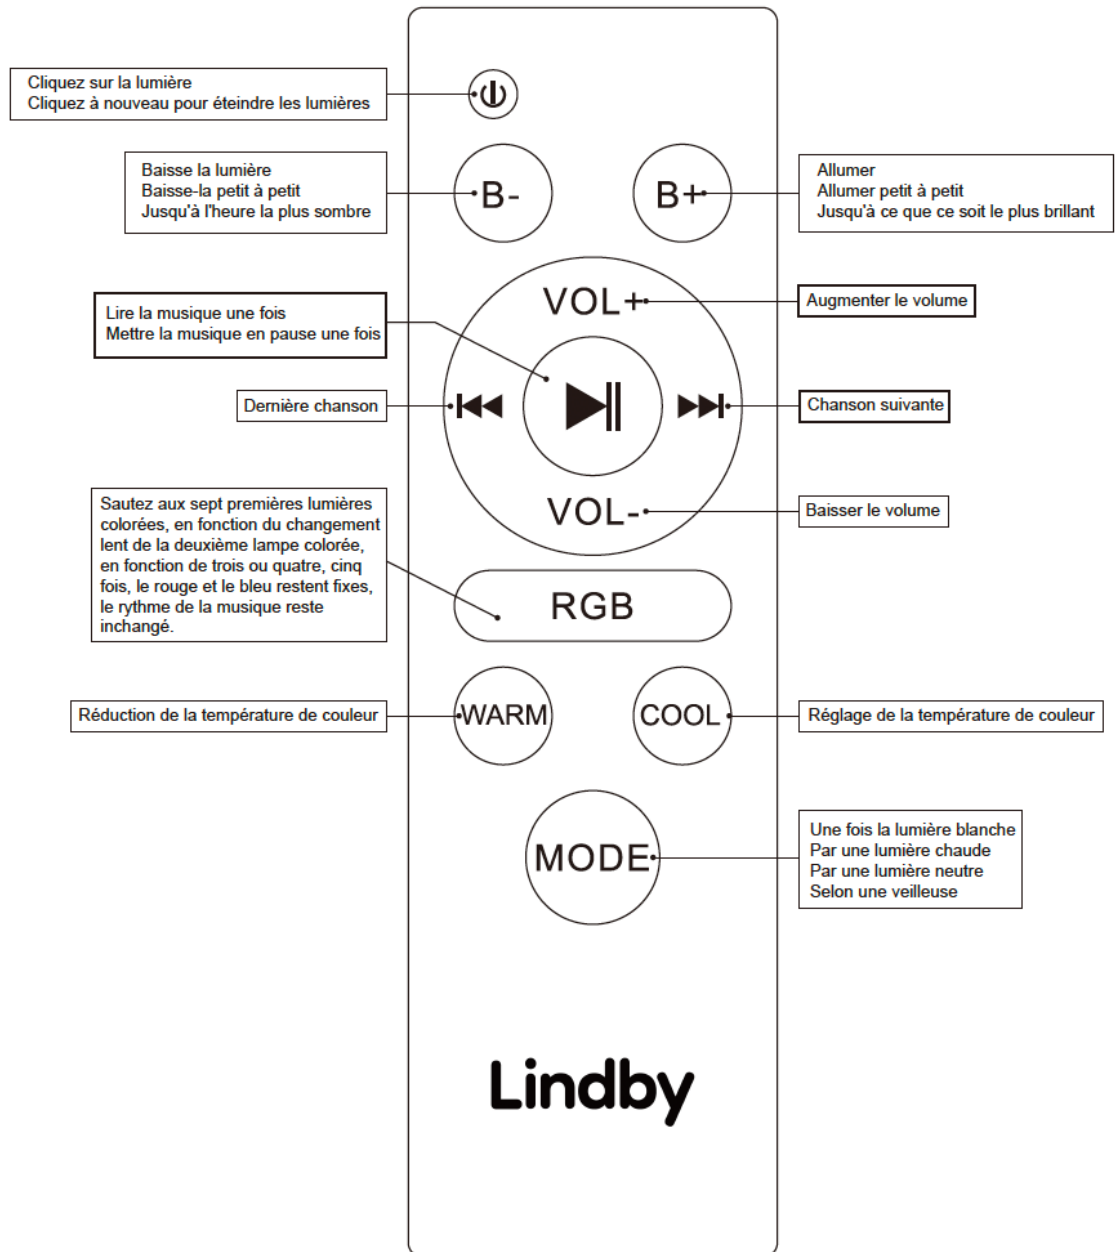 Cliquez sur la lumière
Cliquez à nouveau pour éteindre les lumières
Baisse la lumière
Baisse-la petit à petit
Jusqu'à l'heure la plus sombre
B-
B+
Allumer
Allumer petit à petit
Jusqu'à ce que ce soit le plus brillant
Lire la musique une fois
Mettre la musique en pause une fois
VOL+
Augmenter le volume
Dernière chanson
Chanson suivante
VOL-
Baisser le volume
Sautez aux sept premières lumières
colorées, en fonction du changement
lent de la deuxième lampe colorée,
en fonction de trois ou quatre, cinq
fois, le rouge et le bleu restent fixes,
le rythme de la musique reste
inchangé.
RGB
Réduction de la température de couleur
WARM
COOL
Réglage de la température de couleur
MODE
Une fois la lumière blanche
Par une lumière chaude
Par une lumière neutre
Selon une veilleuse
Lindby